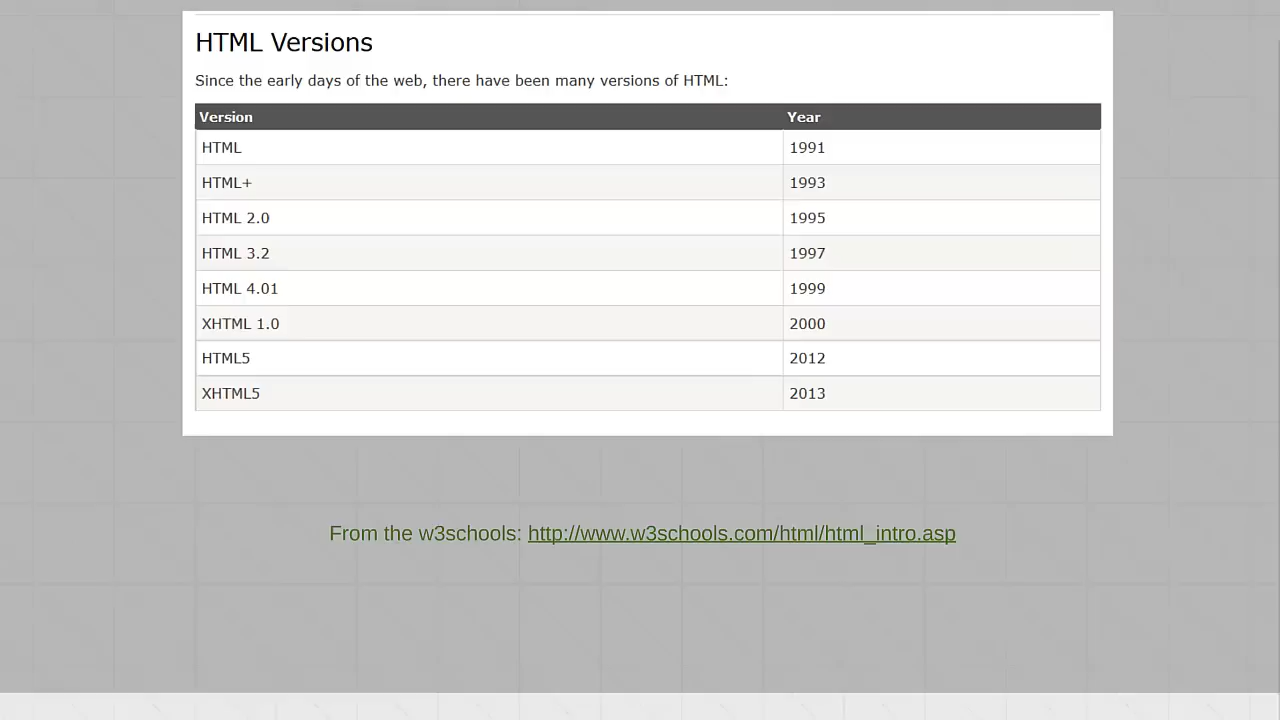 HTML Versions
Since the early days of the web, there have been many versions of HTML:
Version Year
HTML 1991
HTML+ 1993
HTML 2.0 1995
HTML 3.2 1997
HTML 4.01 1999
XHTML 1.0 2000
HTML5 2012
XHTML5 2013
From the w3schools: http://www.w3schools.com/html/html_intro.asp